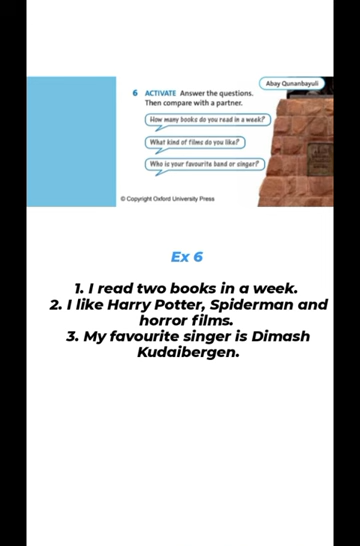 Abay Qunanbayuli
6 ACTIVATE Answer the questions.
Then compare with a partner.
How many books do you read in a week?
What kind of films do you like?
Who is your favourite band or singer?
© Copyright Oxford University Press
Ex 6
1. I read two books in a week.
2. I like Harry Potter, Spiderman and
horror films.
3. My favourite singer is Dimash
Kudaibergen.